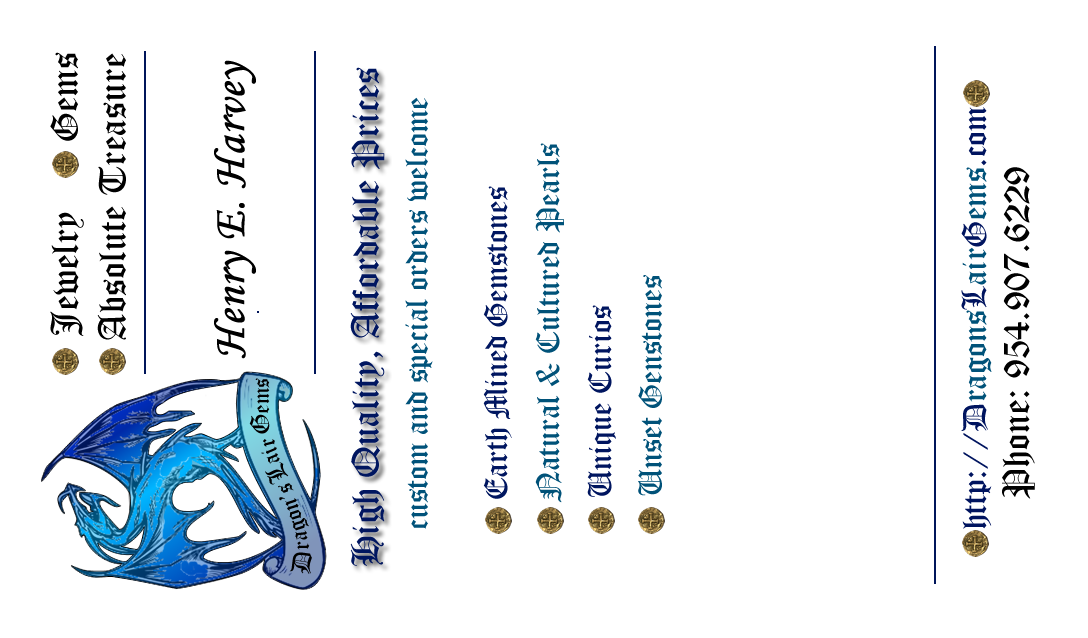 Jewelry Gems
Absolute Treasure
Henry E. Harvey
Dragon's Lair Gems
High Quality, Affordable Prices
custom and special orders welcome
Earth Mined Gemstones
Natural & Cultured Pearls
Unique Curios
Unset Genstones
http://DragonsLairGems.com
Phone: 954.907.6229